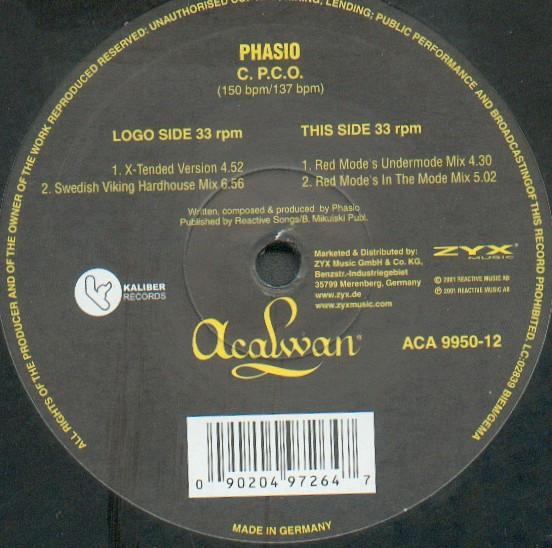 ALL RIGHTS OF THE PRODUCER AND OF THE OWNER OF THE WORK REPRODUCED RESERVED: UNAUTHORISED LENDING; PUBLIC PERFORMANCE AND BROADCASTING OF THIS RECORD PROHIBITED. LC-02839 BIEM/GEMA
PHASIO
C. P.C.O.
(150 bpm/137 bpm)
LOGO SIDE 33 rpm
1. X-Tended Version 4.52
2. Swedish Viking Hardhouse Mix 6.56
THIS SIDE 33 rpm
1. Red Mode's Undermode Mix 4.30
2. Red Mode's In The Mode Mix 5.02
Written, composed & produced by Phasio
Published by Reactive Songs/B. Mikulski Publ.
KALIBER
RECORDS
Marketed & Distributed by:
ZYX Music GmbH & Co. KG,
Benzstr.-Industriegebiet
35799 Merenberg, Germany
www.zyx.de
www.zyxmusic.com
ZYX®
MUSIC
© 2001 REACTIVE MUSIC AB
℗ 2001 REACTIVE MUSIC AB
Acalwan®
ACA 9950-12
0 90204 97264 7
MADE IN GERMANY